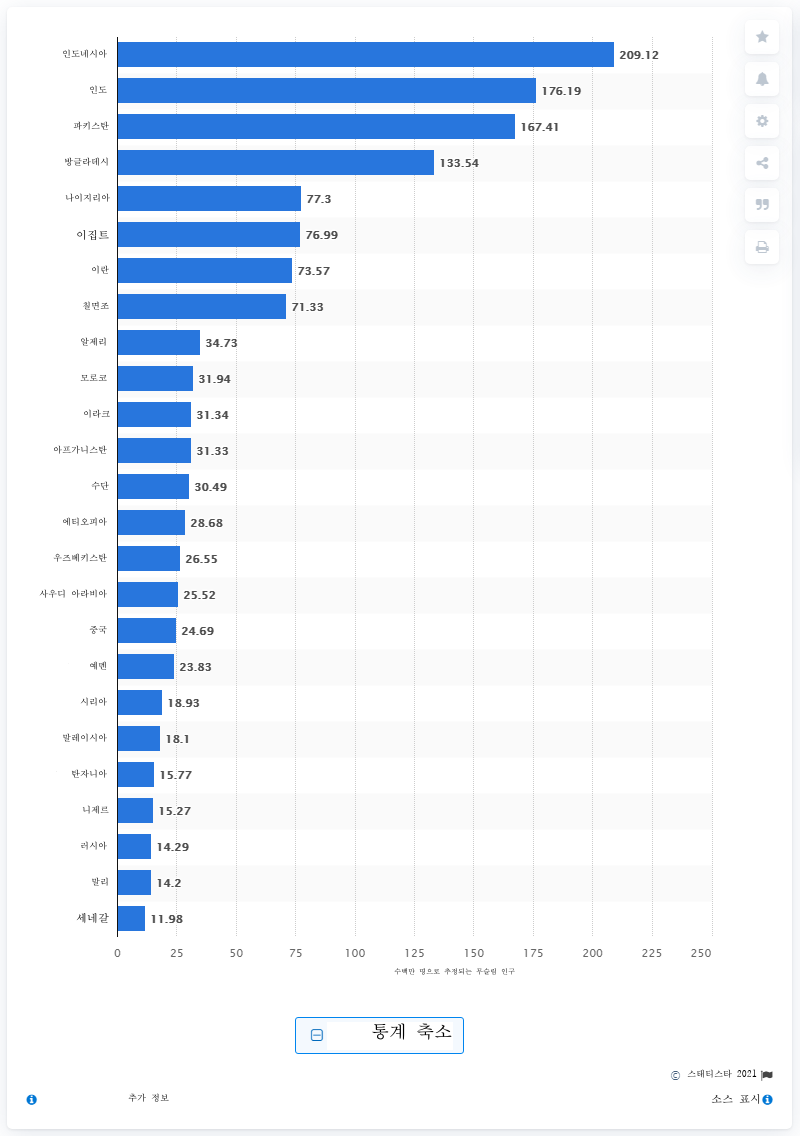 인도네시아 209.12
인도 176.19
파키스탄 167.41
방글라데시 133.54
나이지리아 77.3
이집트 76.99
이란 73.57
칠면조 71.33
알제리 34.73
모로코 31.94
이라크 31.34
아프가니스탄 31.33
수단 30.49
에티오피아 28.68
우즈베키스탄 26.55
사우디 아라비아 25.52
중국 24.69
예멘 23.83
시리아 18.93
말레이시아 18.1
탄자니아 15.77
니제르 15.27
러시아 14.29
말리 14.2
세네갈 11.98
0 25 50 75 100 125 150 175 200 225 250
수백만 명으로 추정되는 무슬림 인구
통계 축소
© 스태티스타 2021
추가 정보 소스 표시